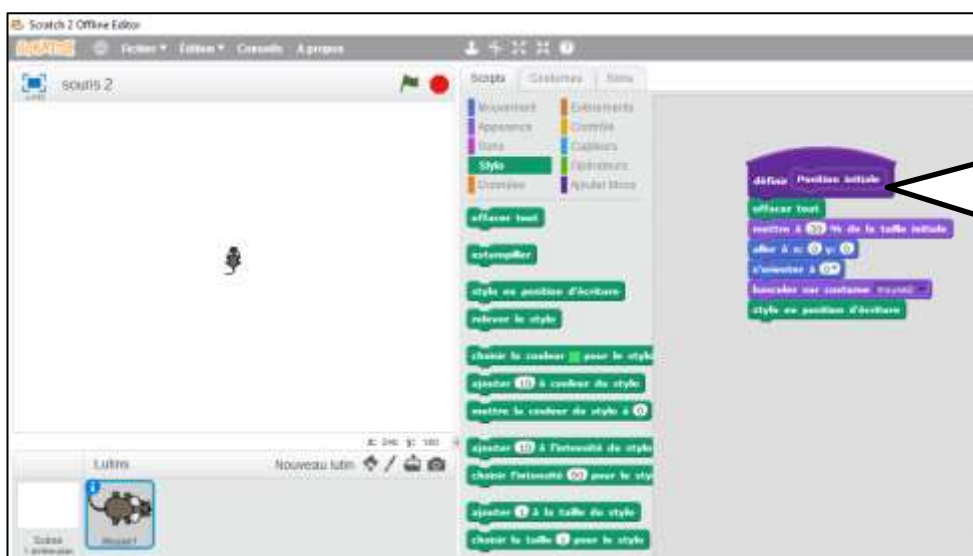 Scratch 2 Offline Editor
SCRATCH Fichier Edition Conseils A propos
souris 2
Scripts Costumes Sons
Mouvement Evènements
Apparence Contrôle
Sons Capteurs
Stylo Opérateurs
Données Ajouter blocs
effacer tout
estampiller
stylo en position d'écriture
relever le stylo
choisir la couleur pour le stylo
ajouter 10 à couleur du stylo
mettre la couleur du stylo à 0
ajouter 10 à l'intensité du stylo
choisir l'intensité 50 pour le sty
ajouter 1 à la taille du stylo
choisir la taille pour le stylo
définir Position initiale
effacer tout
mettre à % de la taille initiale
aller à x: 0 y: 0
s'orienter à 0°
basculer sur costume
stylo en position d'écriture
Lutins Nouveau lutin
Scène
Mouse1